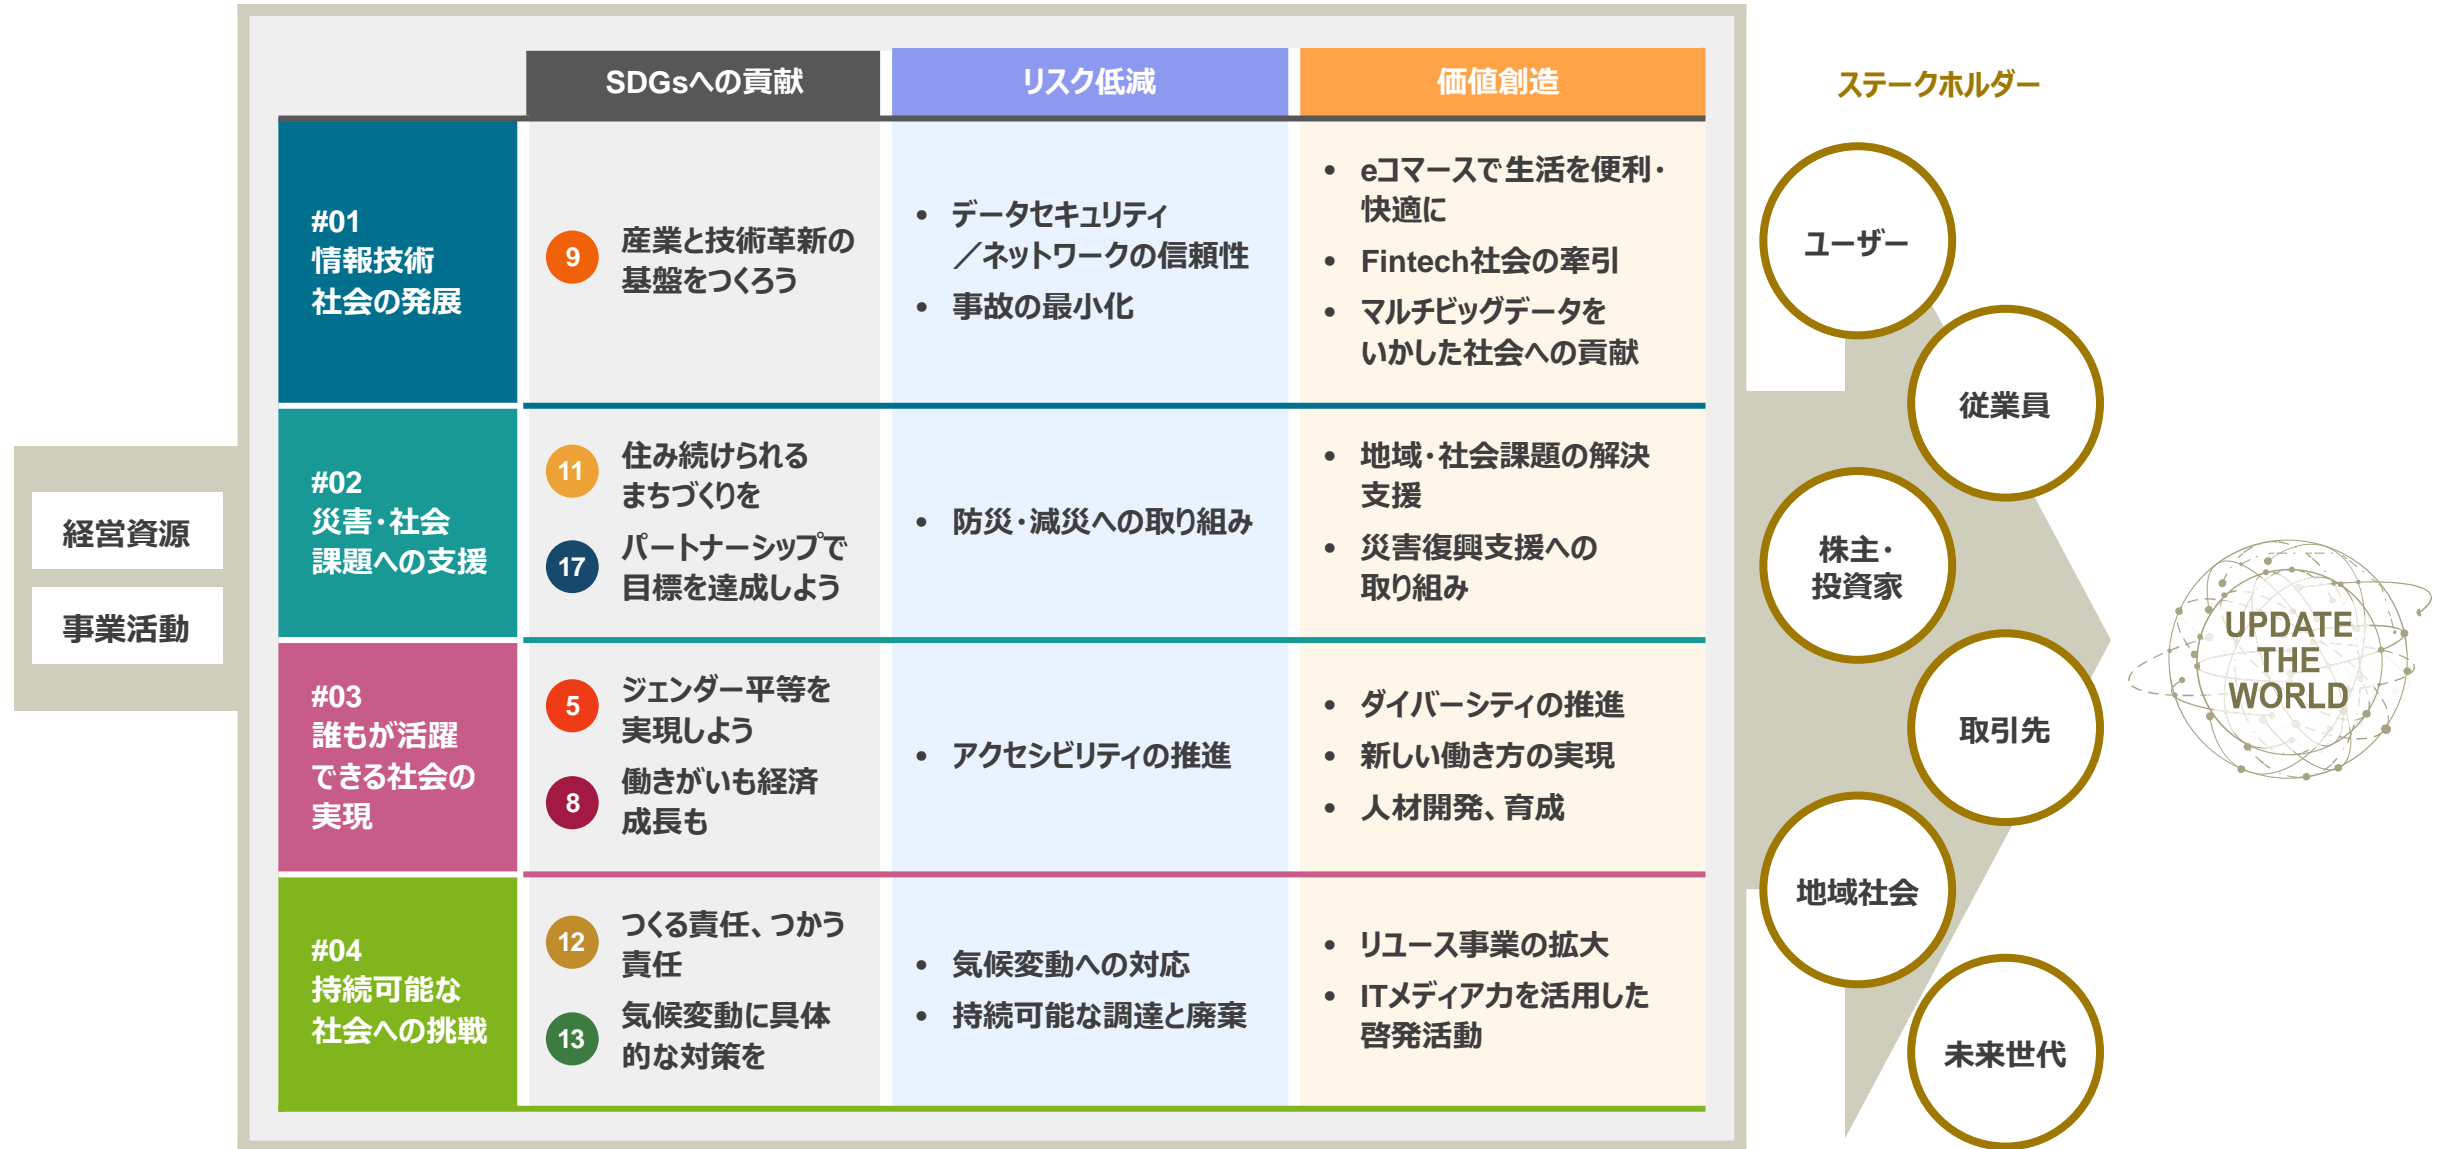 経営資源
事業活動
SDGsへの貢献
リスク低減
価値創造
#01
情報技術
社会の発展
9
産業と技術革新の
基盤をつくろう
• データセキュリティ
／ネットワークの信頼性
• 事故の最小化
• eコマースで生活を便利・
快適に
• Fintech社会の牽引
• マルチビッグデータを
いかした社会への貢献
#02
災害・社会
課題への支援
11
住み続けられる
まちづくりを
17
パートナーシップで
目標を達成しよう
• 防災・減災への取り組み
• 地域・社会課題の解決
支援
• 災害復興支援への
取り組み
#03
誰もが活躍
できる社会の
実現
5
ジェンダー平等を
実現しよう
8
働きがいも経済
成長も
• アクセシビリティの推進
• ダイバーシティの推進
• 新しい働き方の実現
• 人材開発、育成
#04
持続可能な
社会への挑戦
12
つくる責任、つかう
責任
13
気候変動に具体
的な対策を
• 気候変動への対応
• 持続可能な調達と廃棄
• リユース事業の拡大
• ITメディア力を活用した
啓発活動
ステークホルダー
ユーザー
従業員
株主・
投資家
取引先
地域社会
未来世代
UPDATE
THE
WORLD